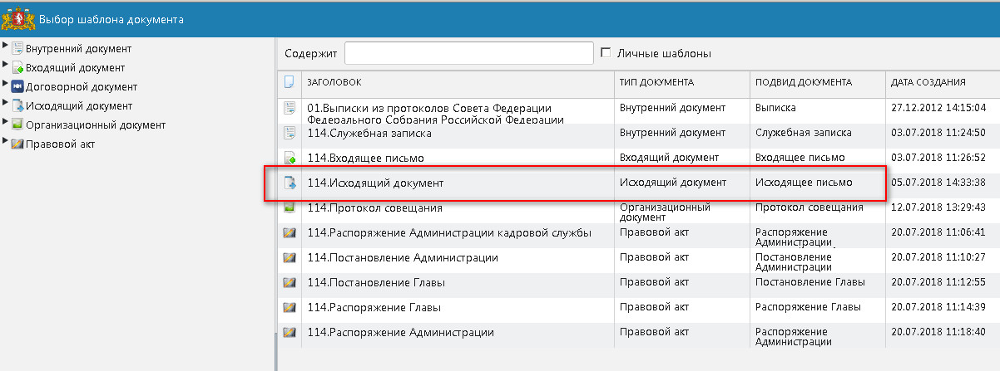 Выбор шаблона документа
Внутренний документ
Входящий документ
Договорной документ
Исходящий документ
Организационный документ
Правовой акт
Содержит Личные шаблоны
ЗАГОЛОВОК ТИП ДОКУМЕНТА ПОДВИД ДОКУМЕНТА ДАТА СОЗДАНИЯ
01.Выписки из протоколов Совета Федерации Внутренний документ Выписка 27.12.2012 14:15:04
Федерального Собрания Российской Федерации
114.Служебная записка Внутренний документ Служебная записка 03.07.2018 11:24:50
114.Входящее письмо Входящий документ Входящее письмо 03.07.2018 11:26:52
114.Исходящий документ Исходящий документ Исходящее письмо 05.07.2018 14:33:38
114.Протокол совещания Организационный Протокол совещания 12.07.2018 13:29:43
документ
114.Распоряжение Администрации кадровой службы Правовой акт Распоряжение 20.07.2018 11:06:41
Администрации
114.Постановление Администрации Правовой акт Постановление 20.07.2018 11:10:27
Администрации
114.Постановление Главы Правовой акт Постановление Главы 20.07.2018 11:12:55
114.Распоряжение Главы Правовой акт Распоряжение Главы 20.07.2018 11:14:39
114.Распоряжение Администрации Правовой акт Распоряжение 20.07.2018 11:18:40
Администрации